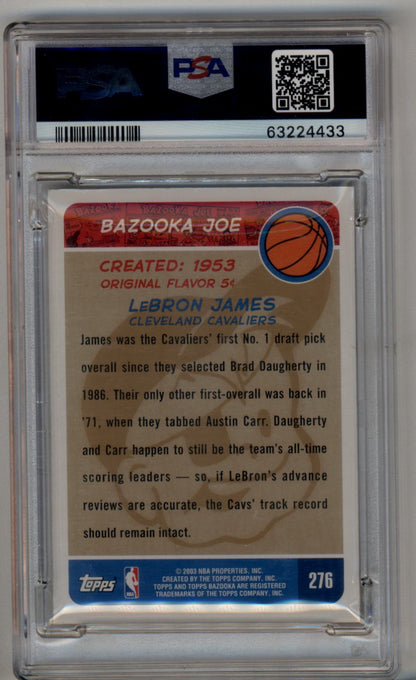 PSA
PSA
63224433
BAZOOKA JOE
CREATED: 1953
ORIGINAL FLAVOR 5¢
LEBRON JAMES
CLEVELAND CAVALIERS
James was the Cavaliers' first No. 1 draft pick
overall since they selected Brad Daugherty in
1986. Their only other first-overall was back in
'71, when they tabbed Austin Carr. Daugherty
and Carr happen to still be the team's all-time
scoring leaders — so, if LeBron's advance
reviews are accurate, the Cavs' track record
should remain intact.
© 2003 NBA PROPERTIES, INC.
CREATED BY THE TOPPS COMPANY, INC.
TOPPS AND TOPPS BAZOOKA ARE REGISTERED
TRADEMARKS OF THE TOPPS COMPANY, INC.
Topps
NBA
276